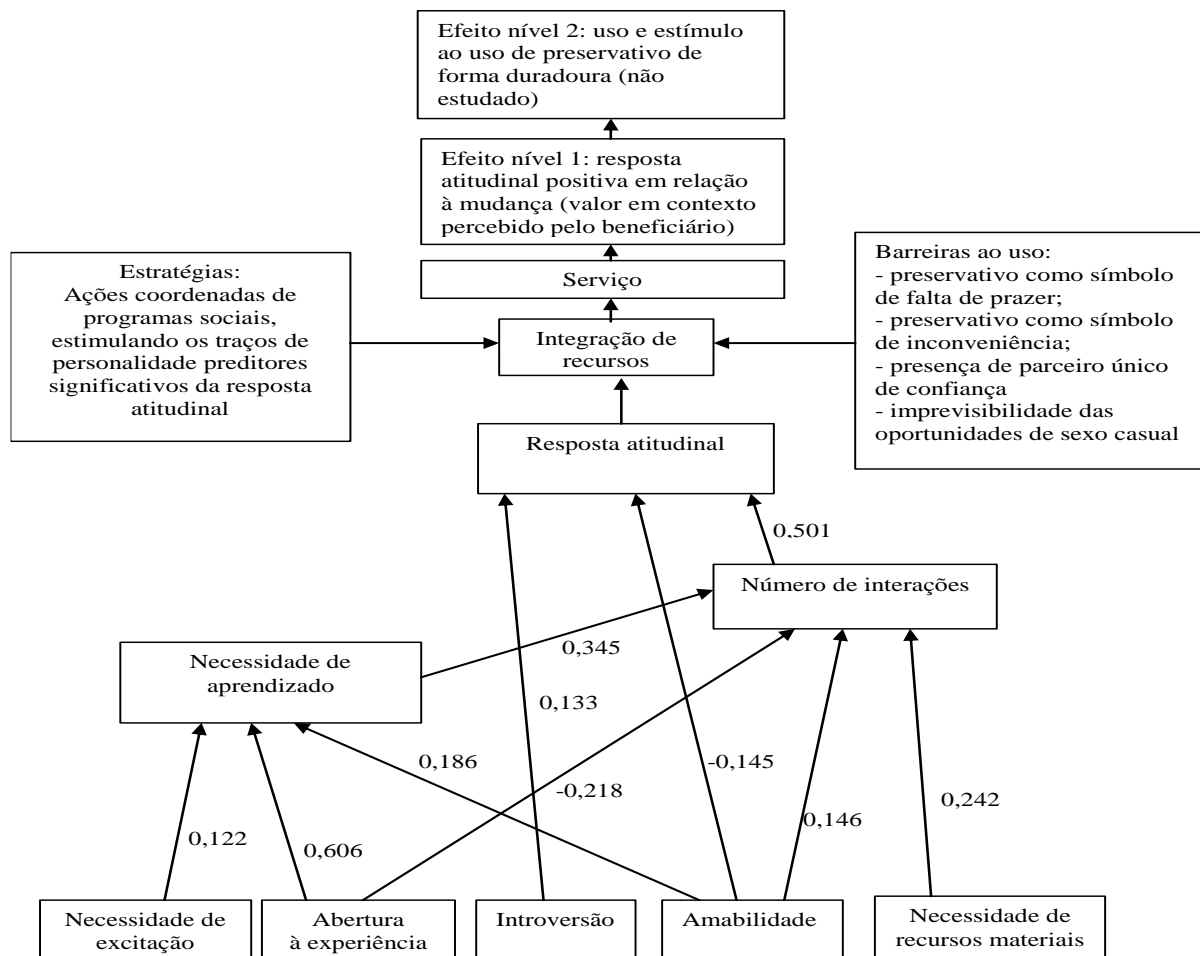 Efeito nível 2: uso e estímulo
ao uso de preservativo de
forma duradoura (não
estudado)
Efeito nível 1: resposta
atitudinal positiva em relação
à mudança (valor em contexto
percebido pelo beneficiário)
Estratégias:
Ações coordenadas de
programas sociais,
estimulando os traços de
personalidade preditores
significativos da resposta
atitudinal
Serviço
Integração de
recursos
Barreiras ao uso:
- preservativo como símbolo
de falta de prazer;
- preservativo como símbolo
de inconveniência;
- presença de parceiro único
de confiança
- imprevisibilidade das
oportunidades de sexo casual
Resposta atitudinal
0,501
Número de interações
Necessidade de
aprendizado
0,345
0,133
0,186
-0,145
-0,218
0,242
0,146
0,122
0,606
Necessidade de
excitação
Abertura
à experiência
Introversão
Amabilidade
Necessidade de
recursos materiais